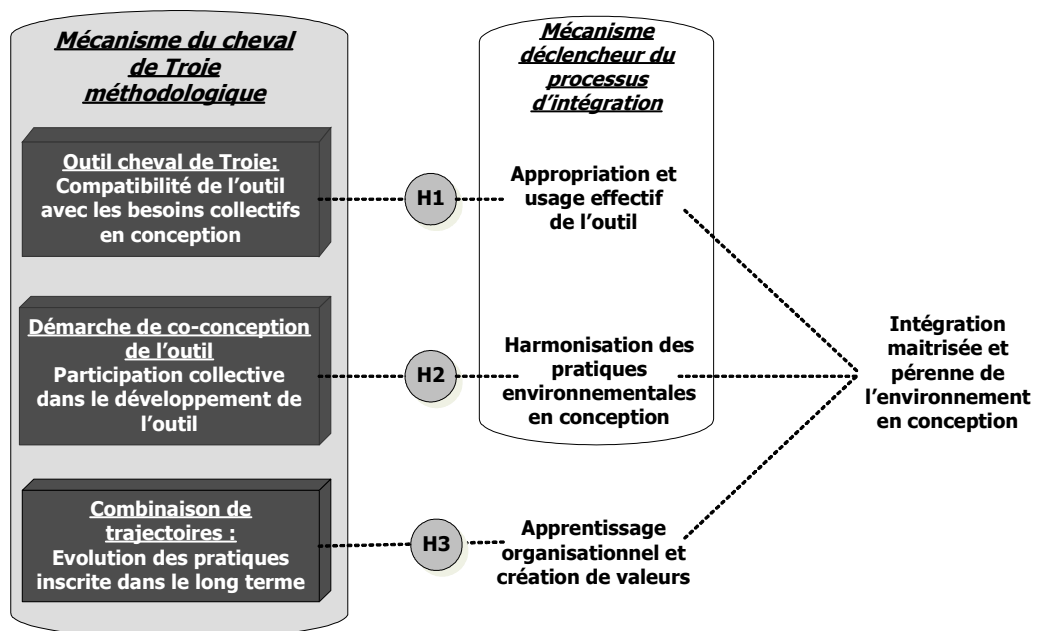 Mécanisme du cheval
de Troie
méthodologique
Outil cheval de Troie:
Compatibilité de l'outil
avec les besoins collectifs
en conception
Démarche de co-conception
de l'outil
Participation collective
dans le développement de
l'outil
Combinaison de
trajectoires :
Evolution des pratiques
inscrite dans le long terme
H1
H2
H3
Mécanisme
déclencheur du
processus
d'intégration
Appropriation et
usage effectif
de l'outil
Harmonisation des
pratiques
environnementales
en conception
Apprentissage
organisationnel et
création de valeurs
Intégration
maitrisée et
pérenne de
l'environnement
en conception